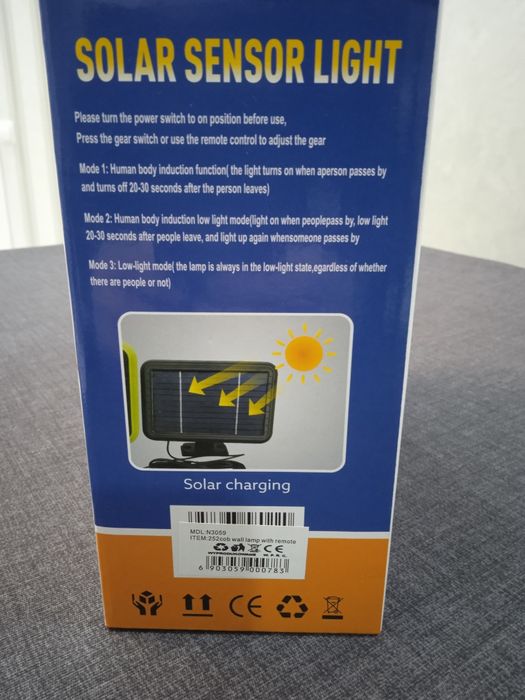 SOLAR SENSOR LIGHT
Please turn the power switch to on position before use,
Press the gear switch or use the remote control to adjust the gear
Mode 1: Human body induction function( the light turns on when aperson passes by
and turns off 20-30 seconds after the person leaves)
Mode 2: Human body induction low light mode(light on when peoplepass by, low light
20-30 seconds after people leave, and light up again whensomeone passes by
Mode 3: Low-light mode( the lamp is always in the low-light state,egardless of whether
there are people or not)
Solar charging
MDL:N3059
ITEM:252cob wall lamp with remote
CE
6 903059 000783
CE